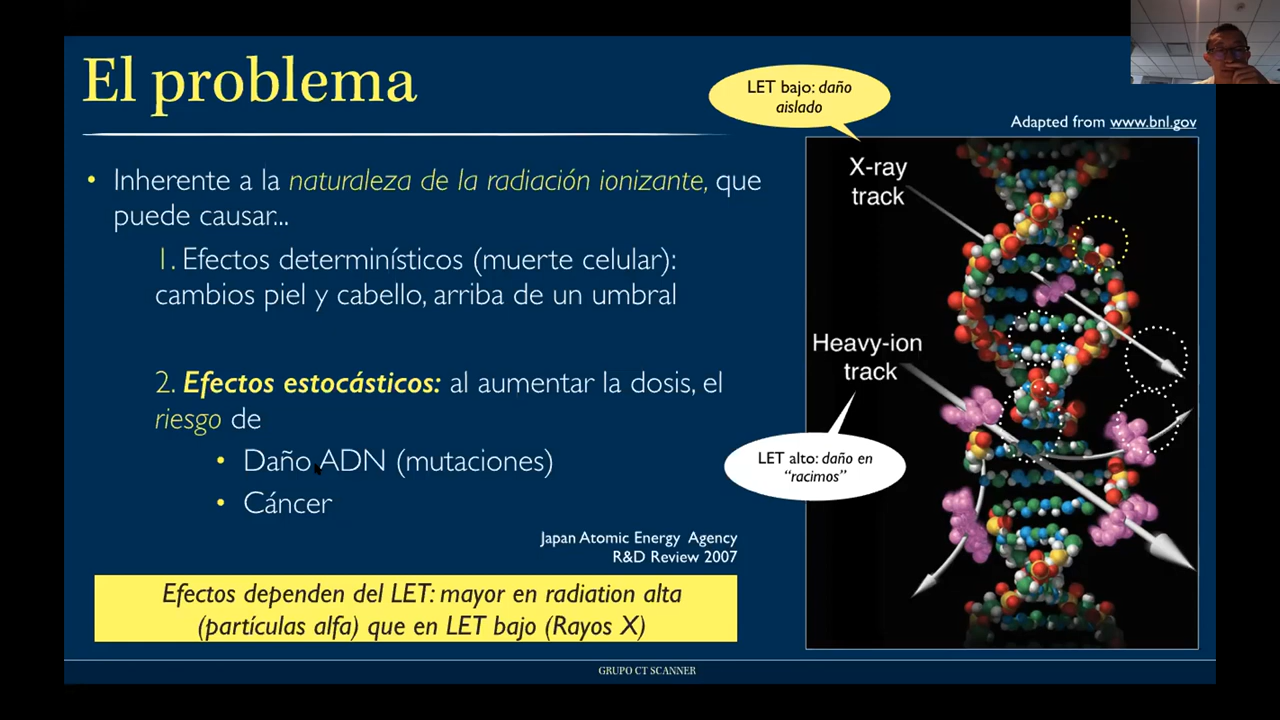 El problema
LET bajo: daño
aislado
Adapted from www.bnl.gov
• Inherente a la naturaleza de la radiación ionizante, que
puede causar...
1. Efectos determinísticos (muerte celular):
cambios piel y cabello, arriba de un umbral
2. Efectos estocásticos: al aumentar la dosis, el
riesgo de
• Daño ADN (mutaciones)
• Cáncer
Japan Atomic Energy Agency
R&D Review 2007
Efectos dependen del LET: mayor en radiation alta
(partículas alfa) que en LET bajo (Rayos X)
X-ray
track
Heavy-ion
track
LET alto: daño en
“racimos”
GRUPO CT SCANNER